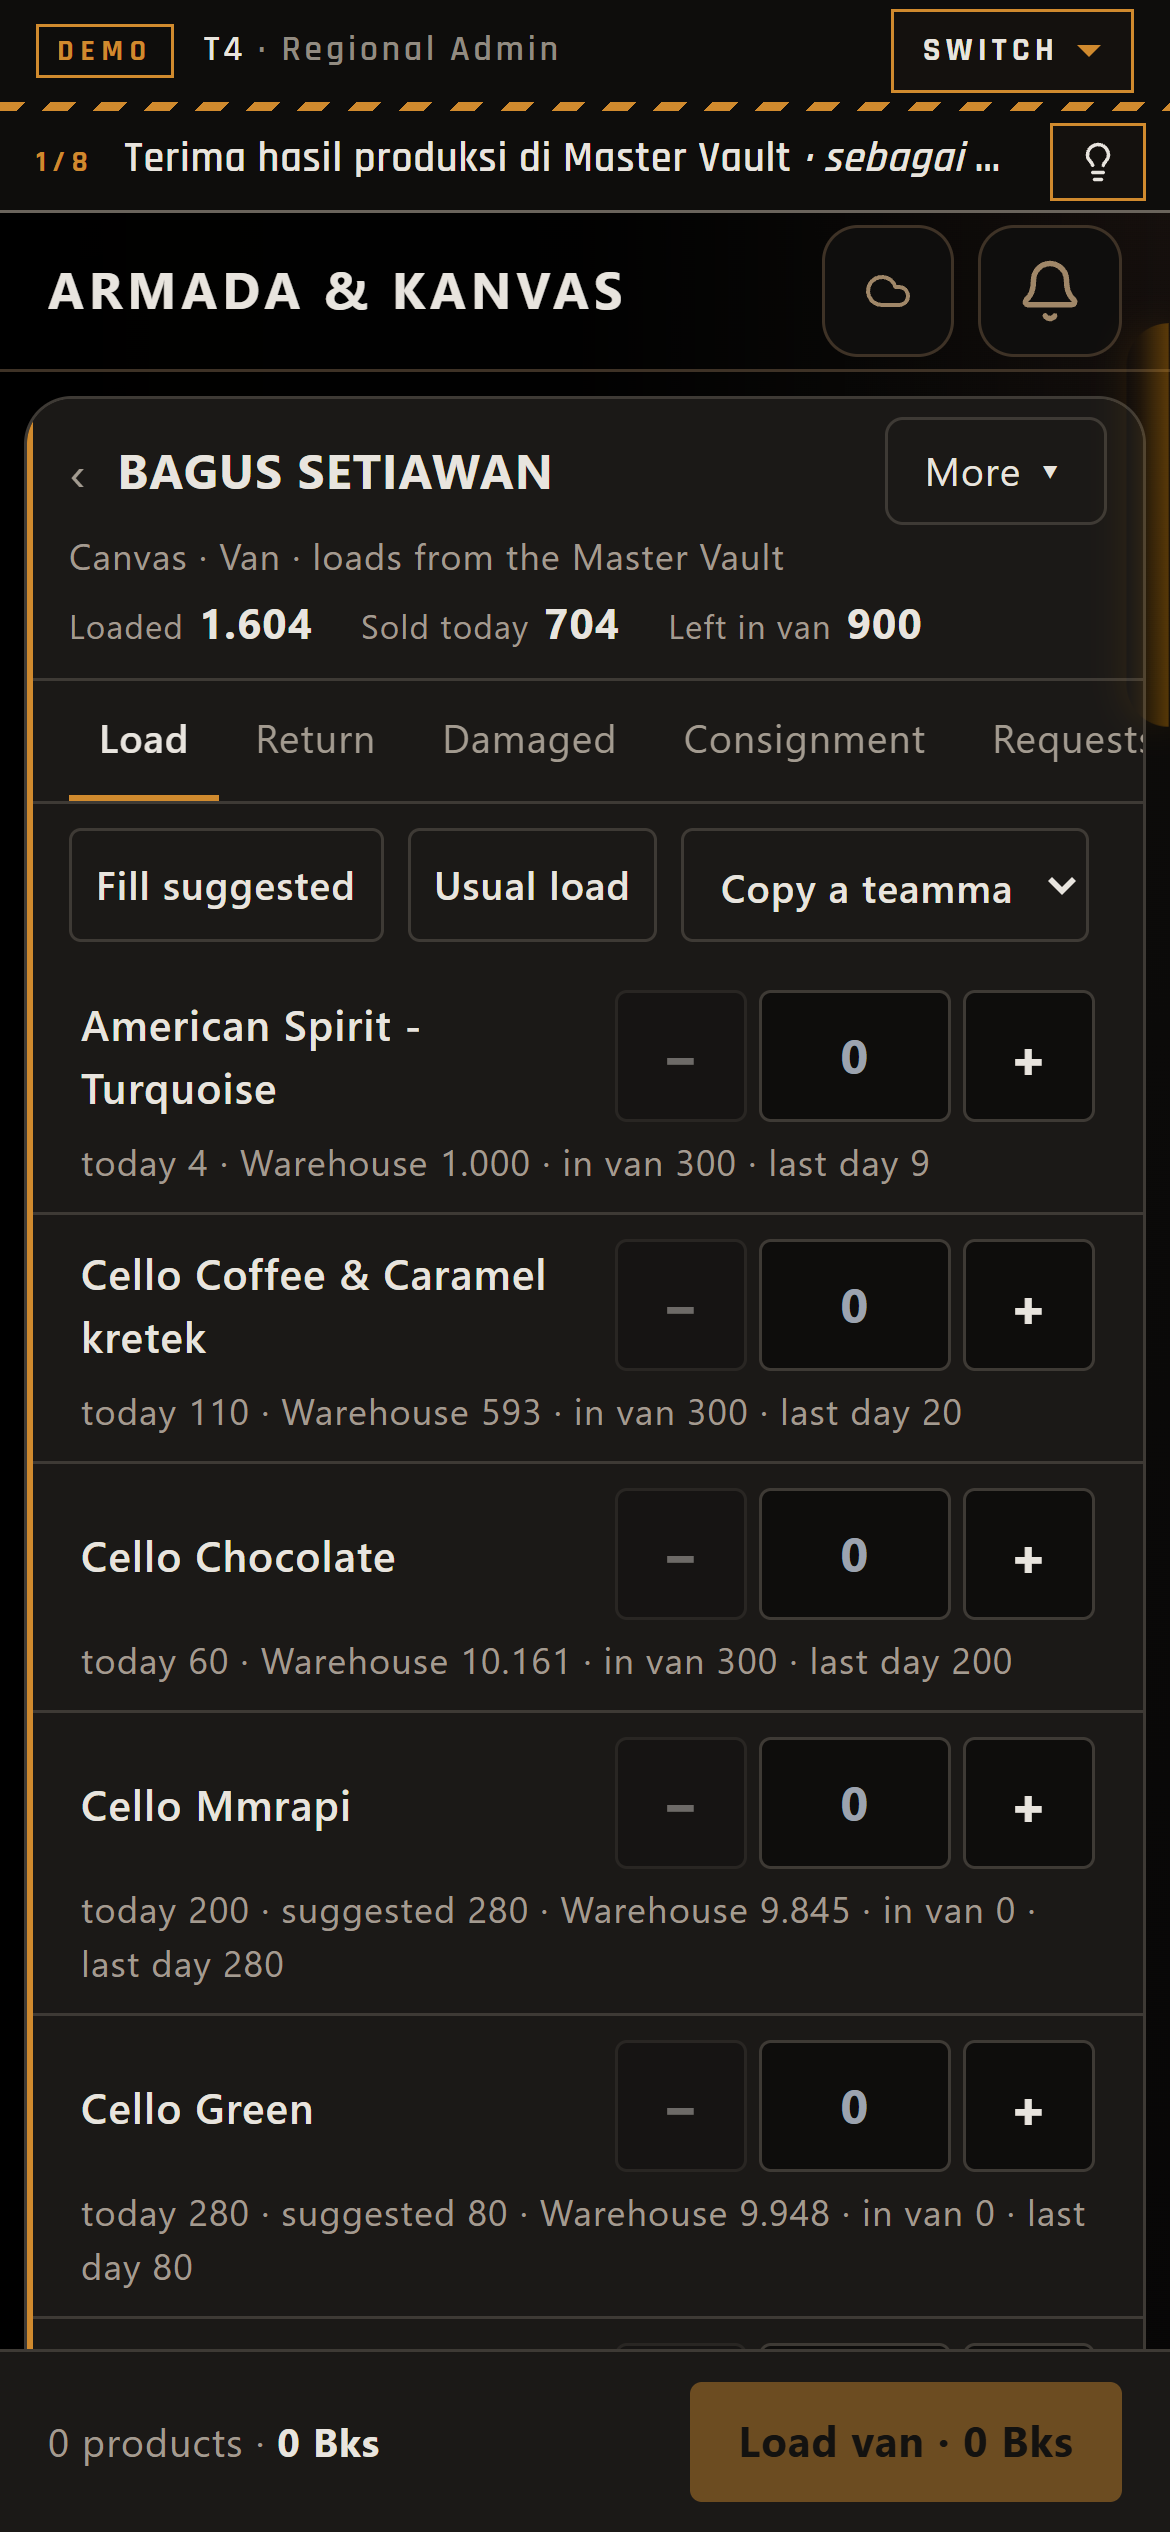 DEMO T4 · Regional Admin SWITCH
1/8 Terima hasil produksi di Master Vault · sebagai ...
ARMADA & KANVAS
‹ BAGUS SETIAWAN More ▼
Canvas · Van · loads from the Master Vault
Loaded 1.604 Sold today 704 Left in van 900
Load Return Damaged Consignment Requests
Fill suggested Usual load Copy a teamma
American Spirit -
Turquoise
− 0 +
today 4 · Warehouse 1.000 · in van 300 · last day 9
Cello Coffee & Caramel
kretek
− 0 +
today 110 · Warehouse 593 · in van 300 · last day 20
Cello Chocolate − 0 +
today 60 · Warehouse 10.161 · in van 300 · last day 200
Cello Mmrapi − 0 +
today 200 · suggested 280 · Warehouse 9.845 · in van 0 ·
last day 280
Cello Green − 0 +
today 280 · suggested 80 · Warehouse 9.948 · in van 0 · last
day 80
0 products · 0 Bks Load van · 0 Bks